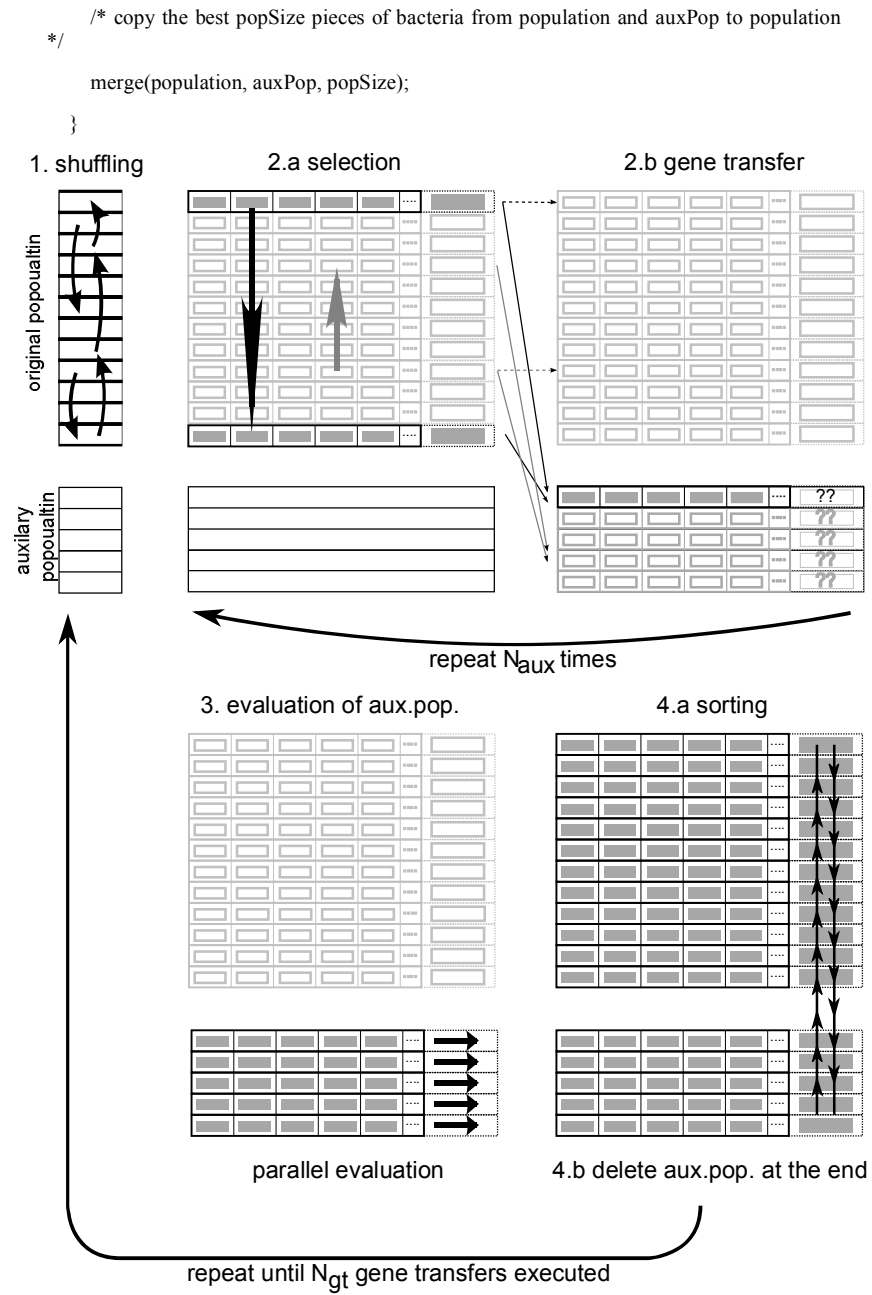 /* copy the best popSize pieces of bacteria from population and auxPop to population
*/
merge(population, auxPop, popSize);
}
1. shuffling
2.a selection
2.b gene transfer
original popoualtin
auxilary
popoualtin
??
??
??
??
??
repeat Naux times
3. evaluation of aux.pop.
4.a sorting
parallel evaluation
4.b delete aux.pop. at the end
repeat until Ngt gene transfers executed